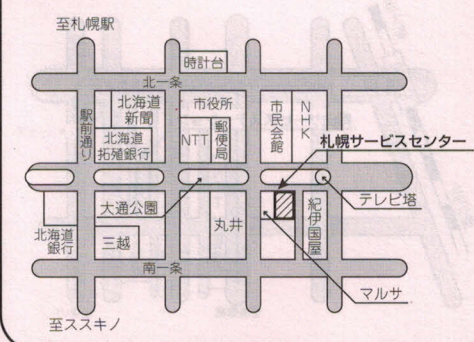 至札幌駅
時計台
北一条
駅前通り
北海道
新聞
市役所
市民会館
NHK
北海道
拓殖銀行
NTT
郵便局
札幌サービスセンター
大通公園
テレビ塔
北海道
銀行
三越
丸井
紀伊国屋
南一条
マルサ
至ススキノ